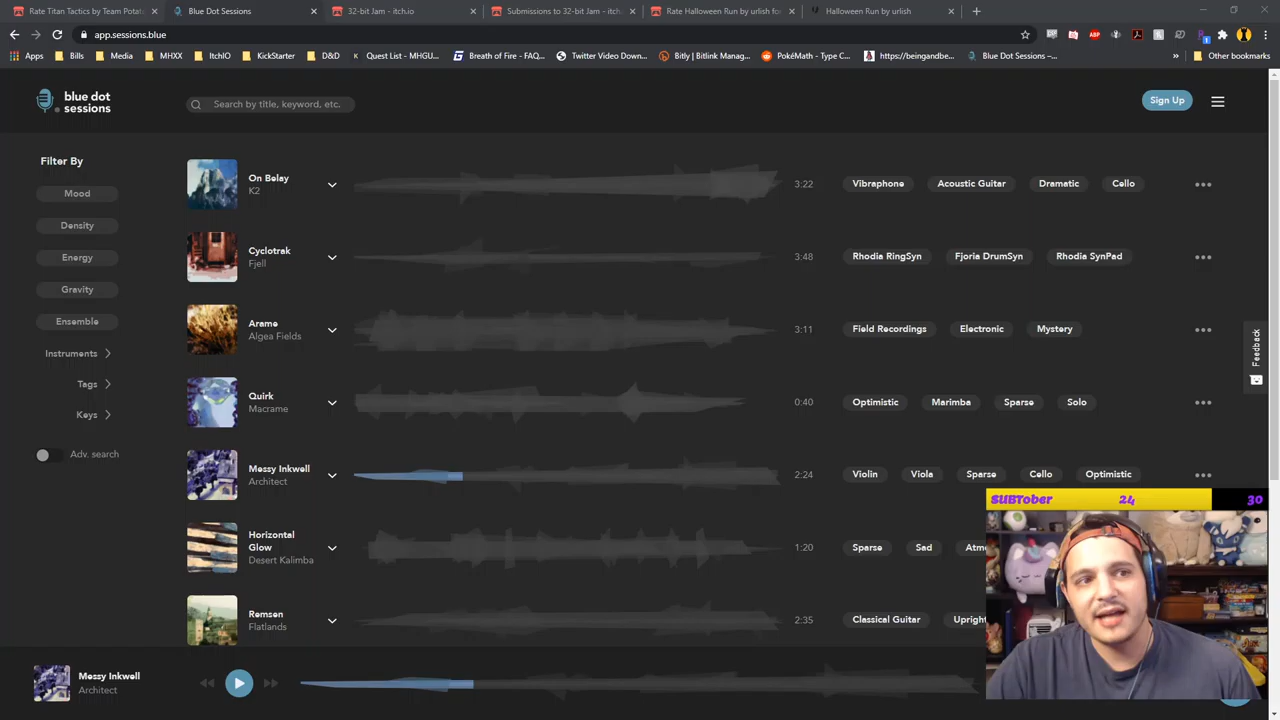 Rate Titan Tactics by Team Potat
Blue Dot Sessions
32-bit Jam - itch.io
Submissions to 32-bit Jam - itch.
Rate Halloween Run by urlish fo
Halloween Run by urlish
app.sessions.blue
Apps
Bills
Media
MHXX
ItchIO
KickStarter
D&D
Quest List - MHGU...
Breath of Fire - FAQ...
Twitter Video Down...
Bitly | Bitlink Manag...
PokéMath - Type C...
https://beingandbe...
Blue Dot Sessions –...
»
Other bookmarks
blue dot sessions
Search by title, keyword, etc.
Sign Up
Filter By
Mood
Density
Energy
Gravity
Ensemble
Instruments
Tags
Keys
Adv. search
On Belay
K2
3:22
Vibraphone
Acoustic Guitar
Dramatic
Cello
Cyclotrak
Fjell
3:48
Rhodia RingSyn
Fjoria DrumSyn
Rhodia SynPad
Arame
Algea Fields
3:11
Field Recordings
Electronic
Mystery
Quirk
Macrame
0:40
Optimistic
Marimba
Sparse
Solo
Messy Inkwell
Architect
2:24
Violin
Viola
Sparse
Cello
Optimistic
Horizontal
Glow
Desert Kalimba
1:20
Sparse
Sad
Atm
Remsen
Flatlands
2:35
Classical Guitar
Upright
Feedback
SUBTober 24 30
Messy Inkwell
Architect